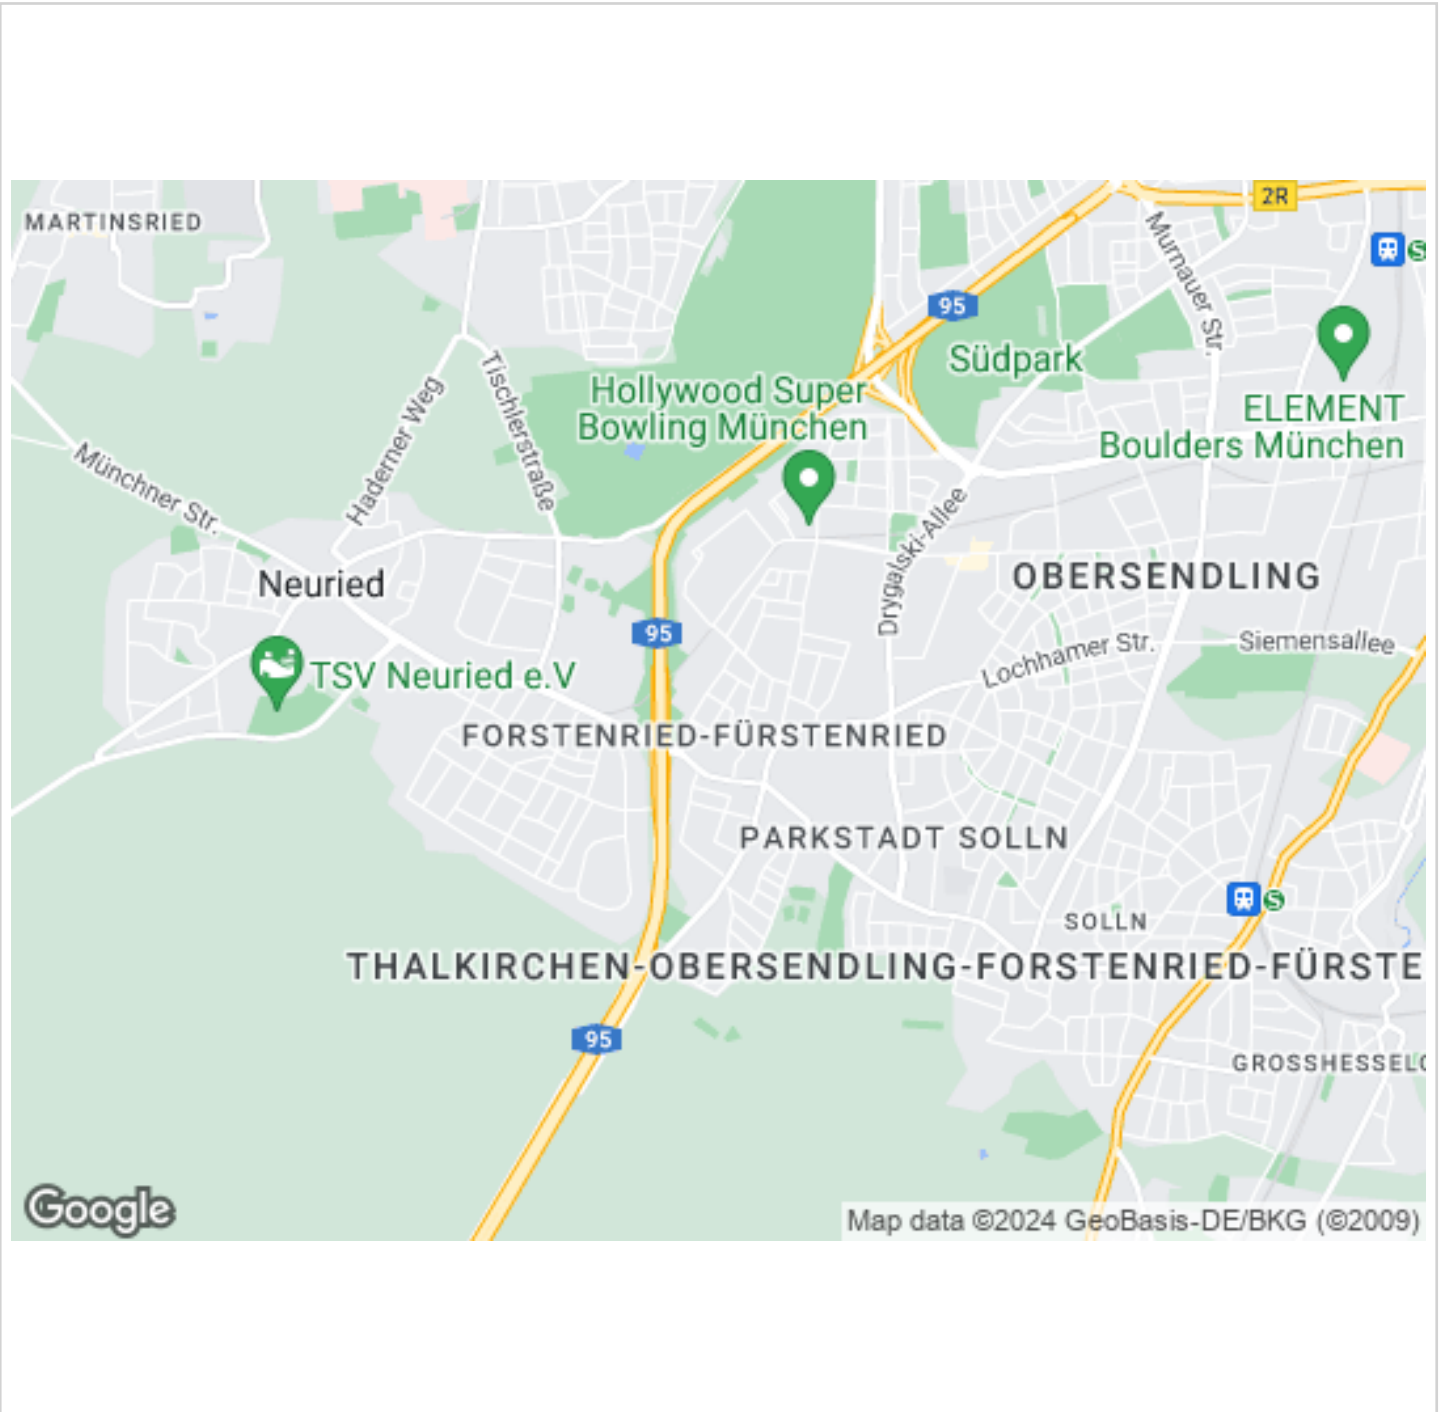 2R
MARTINSRIED
Murnauer Str.
S
95
Südpark
Hollywood Super
Bowling München
Tischlerstraße
Haderner Weg
ELEMENT
Boulders München
Münchner Str.
Drygalski-Allee
Neuried
OBERSENDLING
95
Lochhamer Str.
Siemensallee
TSV Neuried e.V
FORSTENRIED-FÜRSTENRIED
PARKSTADT SOLLN
S
SOLLN
THALKIRCHEN-OBERSENDLING-FORSTENRIED-FÜRSTE
95
GROSSHESSELO
Google
Map data ©2024 GeoBasis-DE/BKG (©2009)